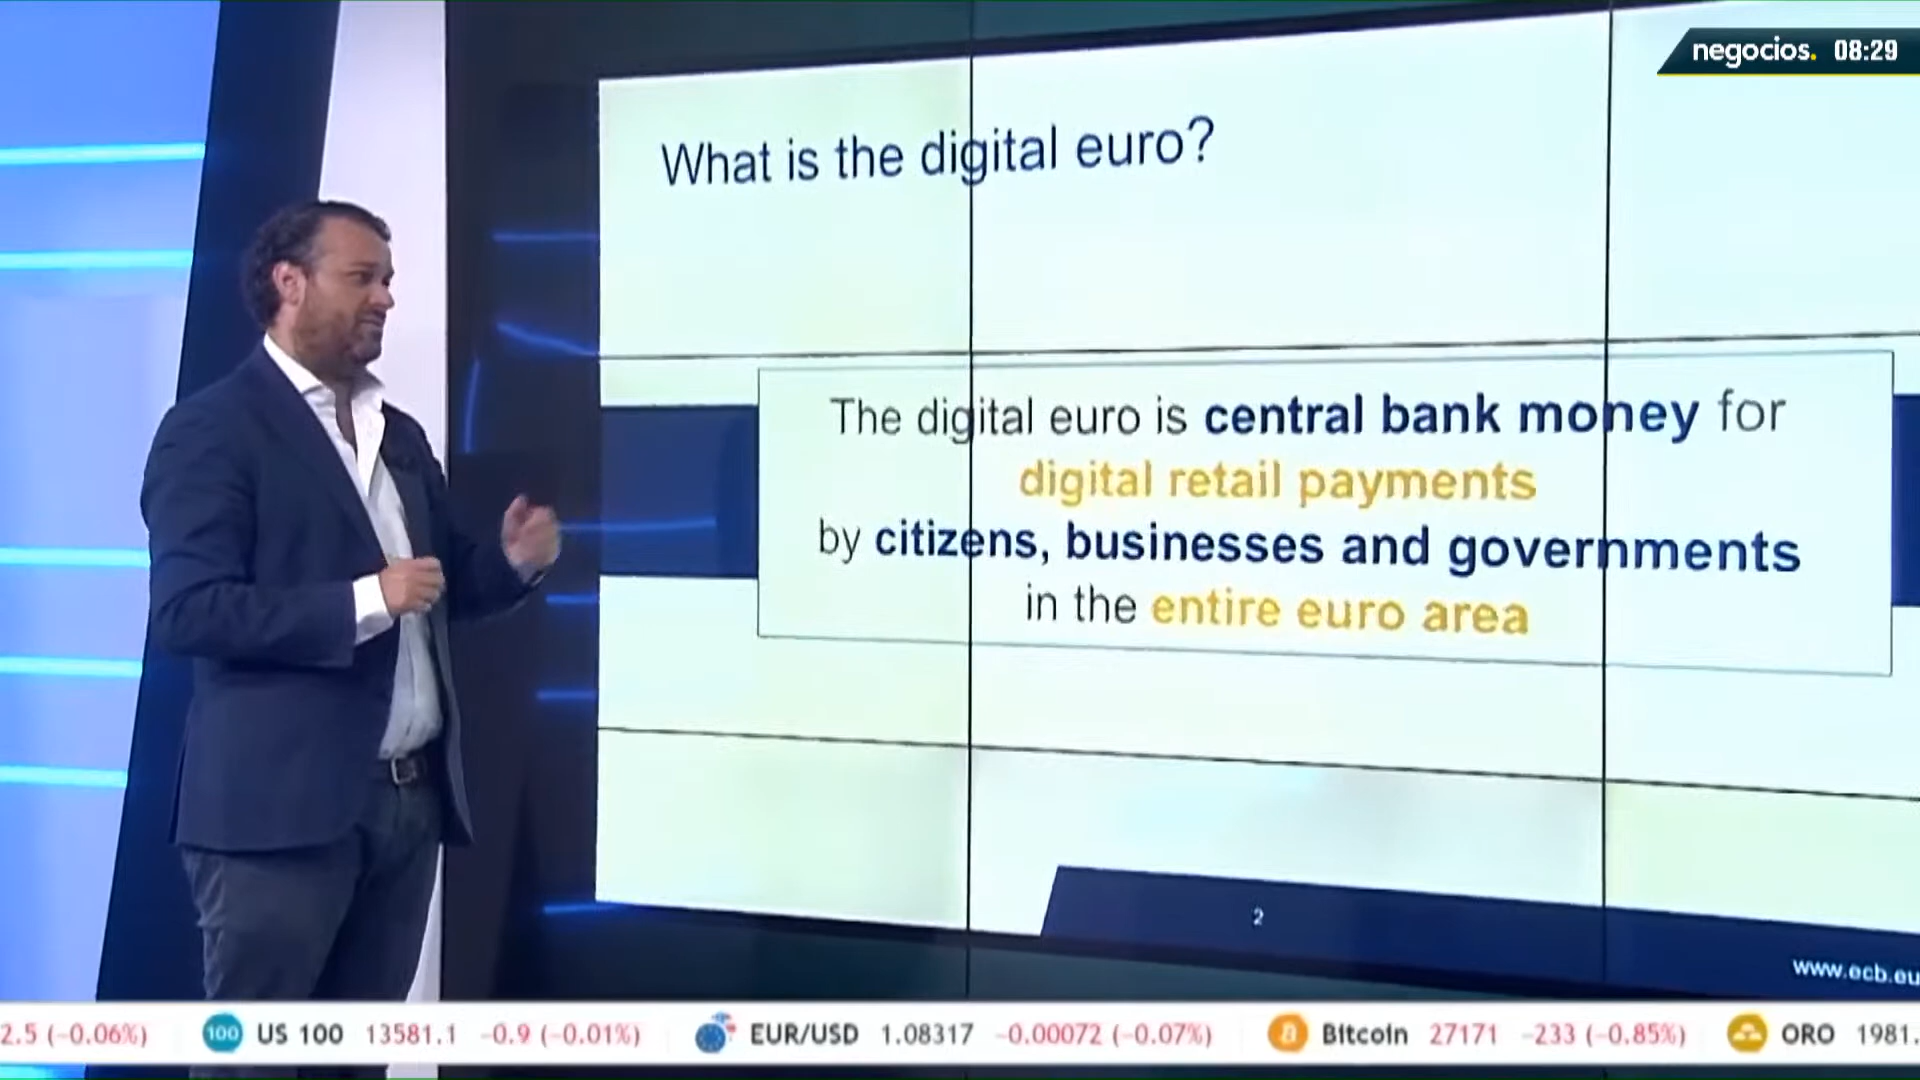 negocios. 08:29
What is the digital euro?
The digital euro is central bank money for
digital retail payments
by citizens, businesses and governments
in the entire euro area
2
www.ecb.eu
2.5 (-0.06%) 100 US 100 13581.1 -0.9 (-0.01%) EUR/USD 1.08317 -0.00072 (-0.07%) Bitcoin 27171 -233 (-0.85%) ORO 1981.